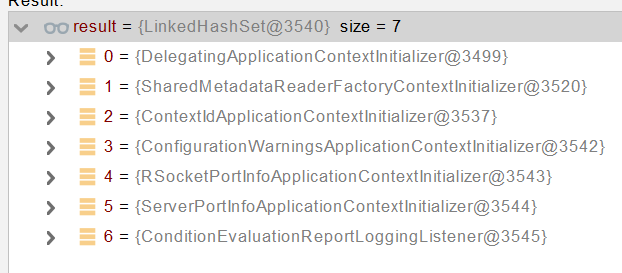 Result:
result = {LinkedHashSet@3540} size = 7
0 = {DelegatingApplicationContextInitializer@3499}
1 = {SharedMetadataReaderFactoryContextInitializer@3520}
2 = {ContextIdApplicationContextInitializer@3537}
3 = {ConfigurationWarningsApplicationContextInitializer@3542}
4 = {RSocketPortInfoApplicationContextInitializer@3543}
5 = {ServerPortInfoApplicationContextInitializer@3544}
6 = {ConditionEvaluationReportLoggingListener@3545}